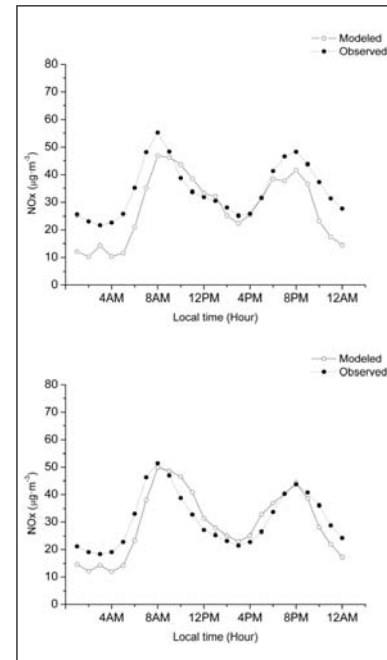 Modeled
Observed
80
70
60
50
40
30
20
10
0
NOx (μg·m⁻³)
4AM 8AM 12PM 4PM 8PM 12AM
Local time (Hour)
Modeled
Observed
80
70
60
50
40
30
20
10
0
NOx (μg·m⁻³)
4AM 8AM 12PM 4PM 8PM 12AM
Local time (Hour)